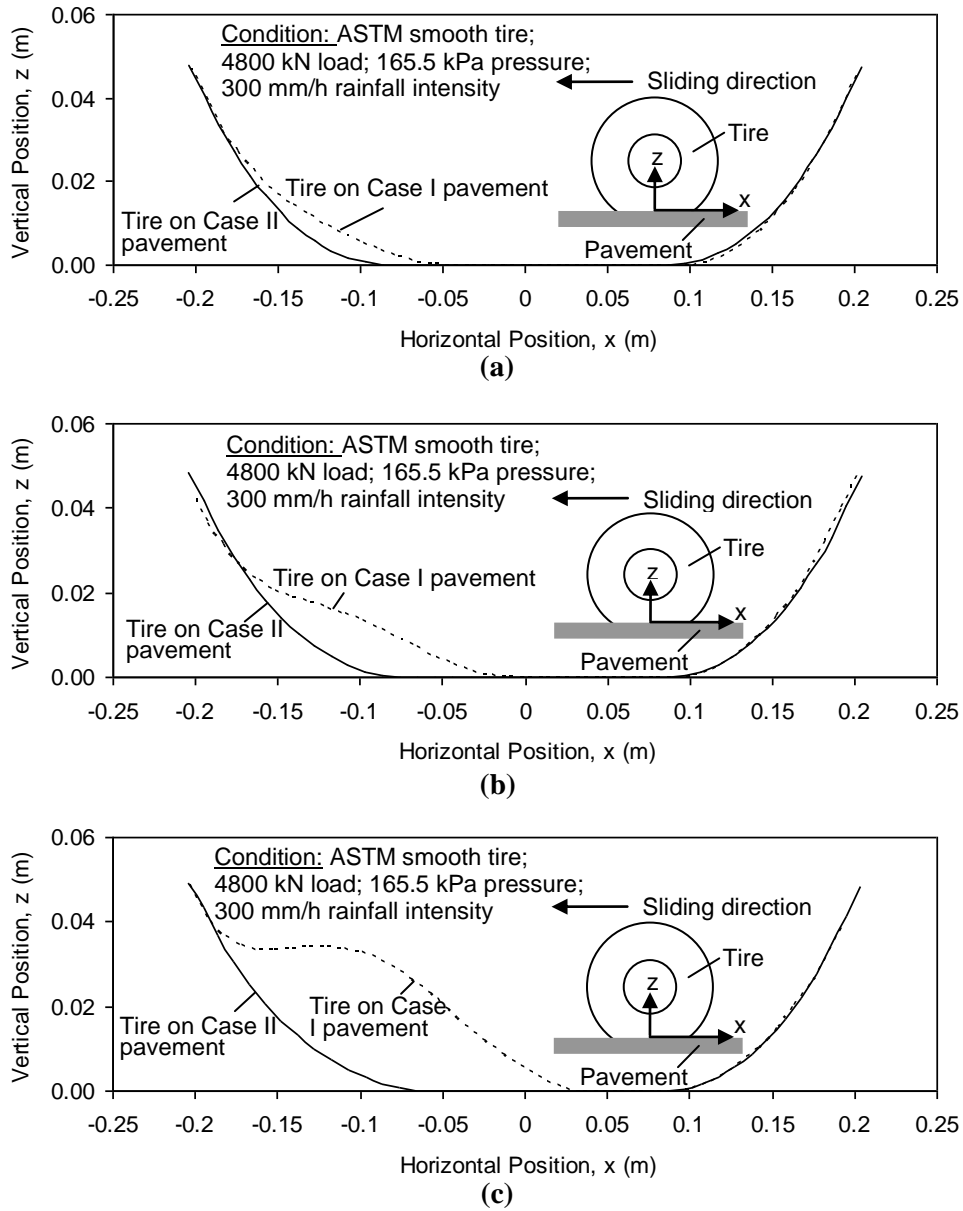 0.06
0.04
0.02
0.00
Vertical Position, z (m)
Condition: ASTM smooth tire;
4800 kN load; 165.5 kPa pressure;
300 mm/h rainfall intensity
Sliding direction
Tire
z
x
Pavement
Tire on Case I pavement
Tire on Case II
pavement
-0.25 -0.2 -0.15 -0.1 -0.05 0 0.05 0.1 0.15 0.2 0.25
Horizontal Position, x (m)
(a)
0.06
0.04
0.02
0.00
Vertical Position, z (m)
Condition: ASTM smooth tire;
4800 kN load; 165.5 kPa pressure;
300 mm/h rainfall intensity
Sliding direction
Tire
z
x
Pavement
Tire on Case I pavement
Tire on Case II
pavement
-0.25 -0.2 -0.15 -0.1 -0.05 0 0.05 0.1 0.15 0.2 0.25
Horizontal Position, x (m)
(b)
0.06
0.04
0.02
0.00
Vertical Position, z (m)
Condition: ASTM smooth tire;
4800 kN load; 165.5 kPa pressure;
300 mm/h rainfall intensity
Sliding direction
Tire
z
x
Pavement
Tire on Case
I pavement
Tire on Case II
pavement
-0.25 -0.2 -0.15 -0.1 -0.05 0 0.05 0.1 0.15 0.2 0.25
Horizontal Position, x (m)
(c)